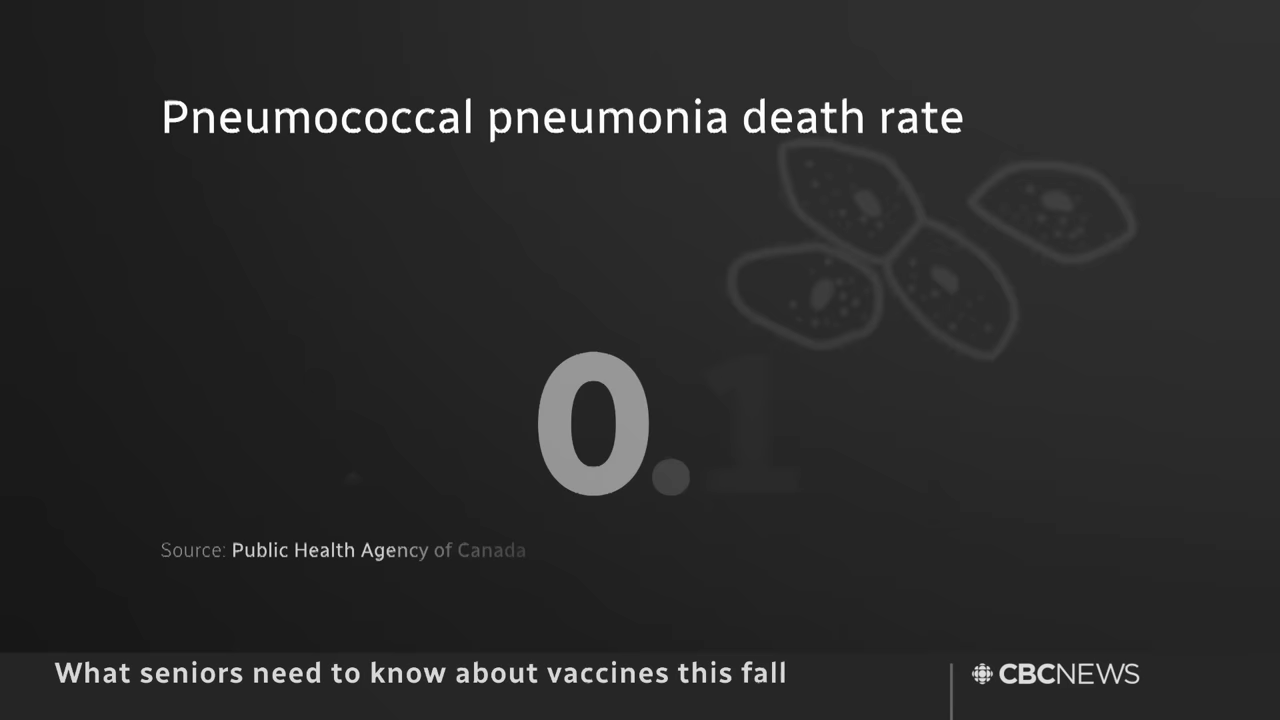 Pneumococcal pneumonia death rate
0.1
Source: Public Health Agency of Canada
What seniors need to know about vaccines this fall
CBCNEWS